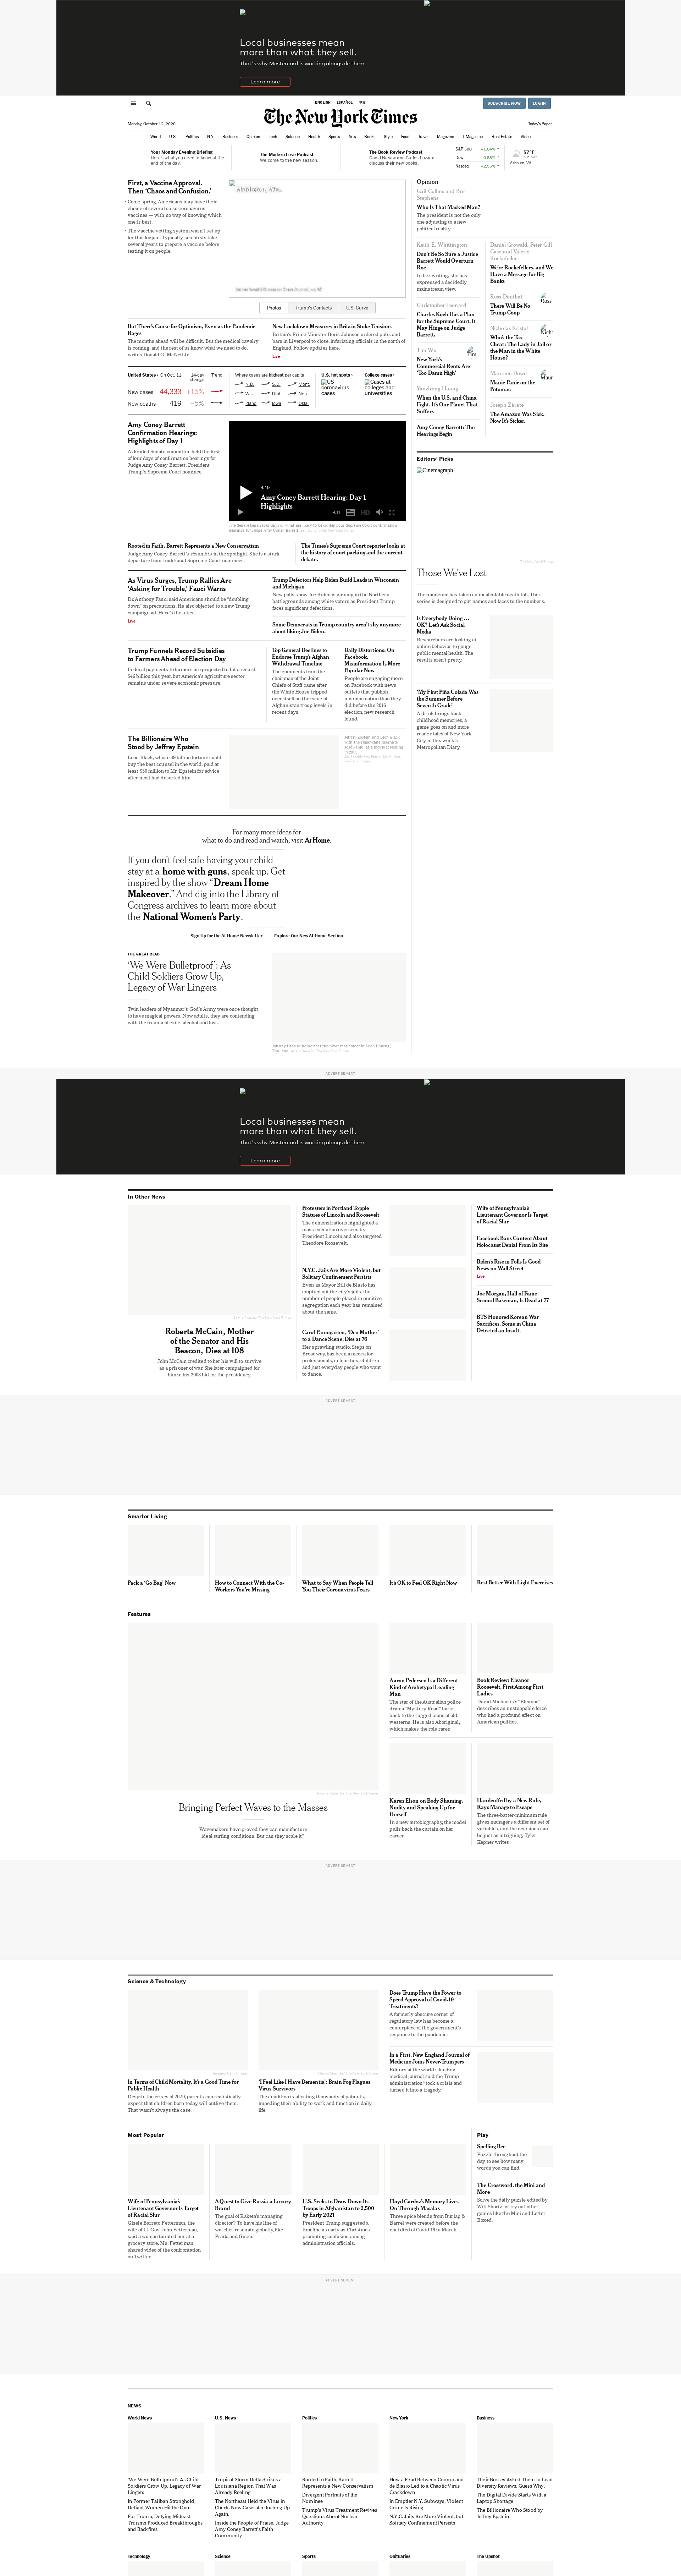 Local businesses mean
more than what they sell.
That's why Mastercard is working alongside them.
Learn more
ENGLISH ESPAÑOL 中文
SUBSCRIBE NOW LOG IN
The New York Times
Monday, October 12, 2020
Today's Paper
World U.S. Politics N.Y. Business Opinion Tech Science Health Sports Arts Books Style Food Travel Magazine T Magazine Real Estate Video
Your Monday Evening Briefing
Here's what you need to know at the
end of the day.
The Modern Love Podcast
Welcome to the new season.
The Book Review Podcast
David Nasaw and Carlos Lozada
discuss their new books.
S&P 500 +1.64%
Dow +0.88%
Nasdaq +2.56%
Ashburn, VA
First, a Vaccine Approval.
Then 'Chaos and Confusion.'
Come spring, Americans may have their
choice of several so-so coronavirus
vaccines — with no way of knowing which
one is best.
The vaccine vetting system wasn't set up
for this logjam. Typically, scientists take
several years to prepare a vaccine before
testing it on people.
Middleton, Wis.
Photos Trump's Contacts U.S. Curve
But There's Cause for Optimism, Even as the Pandemic
Rages
The months ahead will be difficult. But the medical cavalry
is coming, and the rest of us know what we need to do,
writes Donald G. McNeil Jr.
New Lockdown Measures in Britain Stoke Tensions
Britain's Prime Minister Boris Johnson ordered pubs and
bars in Liverpool to close, infuriating officials in the north of
England. Follow updates here.
Live
United States › On Oct. 11 14-day
change Trend
New cases 44,333 +15%
New deaths 419 –5%
Where cases are highest per capita
N.D. S.D. Mont.
Wis. Utah Neb.
Idaho Iowa Okla.
U.S. hot spots ›
US
coronavirus
cases
College cases ›
Cases at
colleges and
universities
Amy Coney Barrett
Confirmation Hearings:
Highlights of Day 1
A divided Senate committee held the first
of four days of confirmation hearings for
Judge Amy Coney Barrett, President
Trump's Supreme Court nominee.
4:19
Amy Coney Barrett Hearing: Day 1
Highlights
4:19 HD
Rooted in Faith, Barrett Represents a New Conservatism
Judge Amy Coney Barrett's résumé is in the spotlight. She is a stark
departure from traditional Supreme Court nominees.
The Times's Supreme Court reporter looks at
the history of court packing and the current
debate.
As Virus Surges, Trump Rallies Are
'Asking for Trouble,' Fauci Warns
Dr. Anthony Fauci said Americans should be "doubling
down" on precautions. He also objected to a new Trump
campaign ad. Here's the latest.
Live
Trump Defectors Help Biden Build Leads in Wisconsin
and Michigan
New polls show Joe Biden is gaining in the Northern
battlegrounds among white voters as President Trump
faces significant defections.
Some Democrats in Trump country aren't shy anymore
about liking Joe Biden.
Trump Funnels Record Subsidies
to Farmers Ahead of Election Day
Federal payments to farmers are projected to hit a record
$46 billion this year, but America's agriculture sector
remains under severe economic pressure.
Top General Declines to
Endorse Trump's Afghan
Withdrawal Timeline
The comments from the
chairman of the Joint
Chiefs of Staff came after
the White House tripped
over itself on the issue of
Afghanistan troop levels in
recent days.
Daily Distortions: On
Facebook,
Misinformation Is More
Popular Now
People are engaging more
on Facebook with news
outlets that publish
misinformation than they
did before the 2016
election, new research
found.
The Billionaire Who
Stood by Jeffrey Epstein
Leon Black, whose $9 billion fortune could
buy the best counsel in the world, paid at
least $50 million to Mr. Epstein for advice
after most had deserted him.
For many more ideas for
what to do and read and watch, visit At Home.
If you don't feel safe having your child
stay at a home with guns, speak up. Get
inspired by the show "Dream Home
Makeover." And dig into the Library of
Congress archives to learn more about
the National Women's Party.
Sign Up for the At Home Newsletter Explore Our New At Home Section
THE GREAT READ
'We Were Bulletproof': As
Child Soldiers Grow Up,
Legacy of War Lingers
Twin leaders of Myanmar's God's Army were once thought
to have magical powers. Now adults, they are contending
with the trauma of exile, alcohol and loss.
Opinion
Gail Collins and Bret
Stephens
Who Is That Masked Man?
The president is not the only
one adjusting to a new
political reality.
Keith E. Whittington
Don't Be So Sure a Justice
Barrett Would Overturn
Roe
In her writing, she has
expressed a decidedly
mainstream view.
Christopher Leonard
Charles Koch Has a Plan
for the Supreme Court. It
May Hinge on Judge
Barrett.
Tim Wu
New York's
Commercial Rents Are
'Too Damn High'
Yanzhong Huang
When the U.S. and China
Fight, It's Our Planet That
Suffers
Amy Coney Barrett: The
Hearings Begin
Daniel Growald, Peter Gill
Case and Valerie
Rockefeller
We're Rockefellers, and We
Have a Message for Big
Banks
Ross Douthat
There Will Be No
Trump Coup
Nicholas Kristof
Who's the Tax
Cheat: The Lady in Jail or
the Man in the White
House?
Maureen Dowd
Manic Panic on the
Potomac
Joseph Zárate
The Amazon Was Sick.
Now It's Sicker.
Editors' Picks
Cinemagraph
Those We've Lost
The pandemic has taken an incalculable death toll. This
series is designed to put names and faces to the numbers.
Is Everybody Doing …
OK? Let's Ask Social
Media
Researchers are looking at
online behavior to gauge
public mental health. The
results aren't pretty.
'My First Piña Colada Was
the Summer Before
Seventh Grade'
A drink brings back
childhood memories, a
game goes on and more
reader tales of New York
City in this week's
Metropolitan Diary.
ADVERTISEMENT
Local businesses mean
more than what they sell.
That's why Mastercard is working alongside them.
Learn more
In Other News
Roberta McCain, Mother
of the Senator and His
Beacon, Dies at 108
John McCain credited to her his will to survive
as a prisoner of war. She later campaigned for
him in his 2008 bid for the presidency.
Protesters in Portland Topple
Statues of Lincoln and Roosevelt
The demonstrations highlighted a
mass execution overseen by
President Lincoln and also targeted
Theodore Roosevelt.
N.Y.C. Jails Are More Violent, but
Solitary Confinement Persists
Even as Mayor Bill de Blasio has
emptied out the city's jails, the
number of people placed in punitive
segregation each year has remained
about the same.
Carol Paumgarten, 'Den Mother'
to a Dance Scene, Dies at 76
Her sprawling studio, Steps on
Broadway, has been a mecca for
professionals, celebrities, children
and just everyday people who want
to dance.
Wife of Pennsylvania's
Lieutenant Governor Is Target
of Racial Slur
Facebook Bans Content About
Holocaust Denial From Its Site
Biden's Rise in Polls Is Good
News on Wall Street
Live
Joe Morgan, Hall of Fame
Second Baseman, Is Dead at 77
BTS Honored Korean War
Sacrifices. Some in China
Detected an Insult.
ADVERTISEMENT
Smarter Living
Pack a 'Go Bag' Now
How to Connect With the Co-
Workers You're Missing
What to Say When People Tell
You Their Coronavirus Fears
It's OK to Feel OK Right Now
Rest Better With Light Exercises
Features
Bringing Perfect Waves to the Masses
Wavemakers have proved they can manufacture
ideal surfing conditions. But can they scale it?
Aaron Pedersen Is a Different
Kind of Archetypal Leading
Man
The star of the Australian police
drama "Mystery Road" harks
back to the rugged icons of old
westerns. He is also Aboriginal,
which makes the role rarer.
Book Review: Eleanor
Roosevelt, First Among First
Ladies
David Michaelis's "Eleanor"
describes an unstoppable force
who had a profound effect on
American politics.
Karen Elson on Body Shaming,
Nudity and Speaking Up for
Herself
In a new autobiography, the model
pulls back the curtain on her
career.
Handcuffed by a New Rule,
Rays Manage to Escape
The three-batter minimum rule
gives managers a different set of
variables, and the decisions can
be just as intriguing, Tyler
Kepner writes.
ADVERTISEMENT
Science & Technology
In Terms of Child Mortality, It's a Good Time for
Public Health
Despite the crises of 2020, parents can realistically
expect that children born today will outlive them.
That wasn't always the case.
'I Feel Like I Have Dementia': Brain Fog Plagues
Virus Survivors
The condition is affecting thousands of patients,
impeding their ability to work and function in daily
life.
Does Trump Have the Power to
Speed Approval of Covid-19
Treatments?
A formerly obscure corner of
regulatory law has become a
centerpiece of the government's
response to the pandemic.
In a First, New England Journal of
Medicine Joins Never-Trumpers
Editors at the world's leading
medical journal said the Trump
administration "took a crisis and
turned it into a tragedy."
Most Popular
Wife of Pennsylvania's
Lieutenant Governor Is Target
of Racial Slur
Gisele Barreto Fetterman, the
wife of Lt. Gov. John Fetterman,
said a woman taunted her at a
grocery store. Ms. Fetterman
shared video of the confrontation
on Twitter.
A Quest to Give Russia a Luxury
Brand
The goal of Raketa's managing
director? To have his line of
watches resonate globally, like
Prada and Gucci.
U.S. Seeks to Draw Down Its
Troops in Afghanistan to 2,500
by Early 2021
President Trump suggested a
timeline as early as Christmas,
prompting confusion among
administration officials.
Floyd Cardoz's Memory Lives
On Through Masalas
Three spice blends from Burlap &
Barrel were created before the
chef died of Covid-19 in March.
Play
Spelling Bee
Puzzle throughout the
day to see how many
words you can find.
The Crossword, the Mini and
More
Solve the daily puzzle edited by
Will Shortz, or try out other
games like the Mini and Letter
Boxed.
ADVERTISEMENT
NEWS
World News
'We Were Bulletproof': As Child
Soldiers Grow Up, Legacy of War
Lingers
In Former Taliban Stronghold,
Defiant Women Hit the Gym
For Trump, Defying Mideast
Truisms Produced Breakthroughs
and Backfires
U.S. News
Tropical Storm Delta Strikes a
Louisiana Region That Was
Already Reeling
The Northeast Held the Virus in
Check. Now Cases Are Inching Up
Again.
Inside the People of Praise, Judge
Amy Coney Barrett's Faith
Community
Politics
Rooted in Faith, Barrett
Represents a New Conservatism
Divergent Portraits of the
Nominee
Trump's Virus Treatment Revives
Questions About Nuclear
Authority
New York
How a Feud Between Cuomo and
de Blasio Led to a Chaotic Virus
Crackdown
In Emptier N.Y. Subways, Violent
Crime Is Rising
N.Y.C. Jails Are More Violent, but
Solitary Confinement Persists
Business
Their Bosses Asked Them to Lead
Diversity Reviews. Guess Why.
The Digital Divide Starts With a
Laptop Shortage
The Billionaire Who Stood by
Jeffrey Epstein
Technology Science Sports Obituaries The Upshot